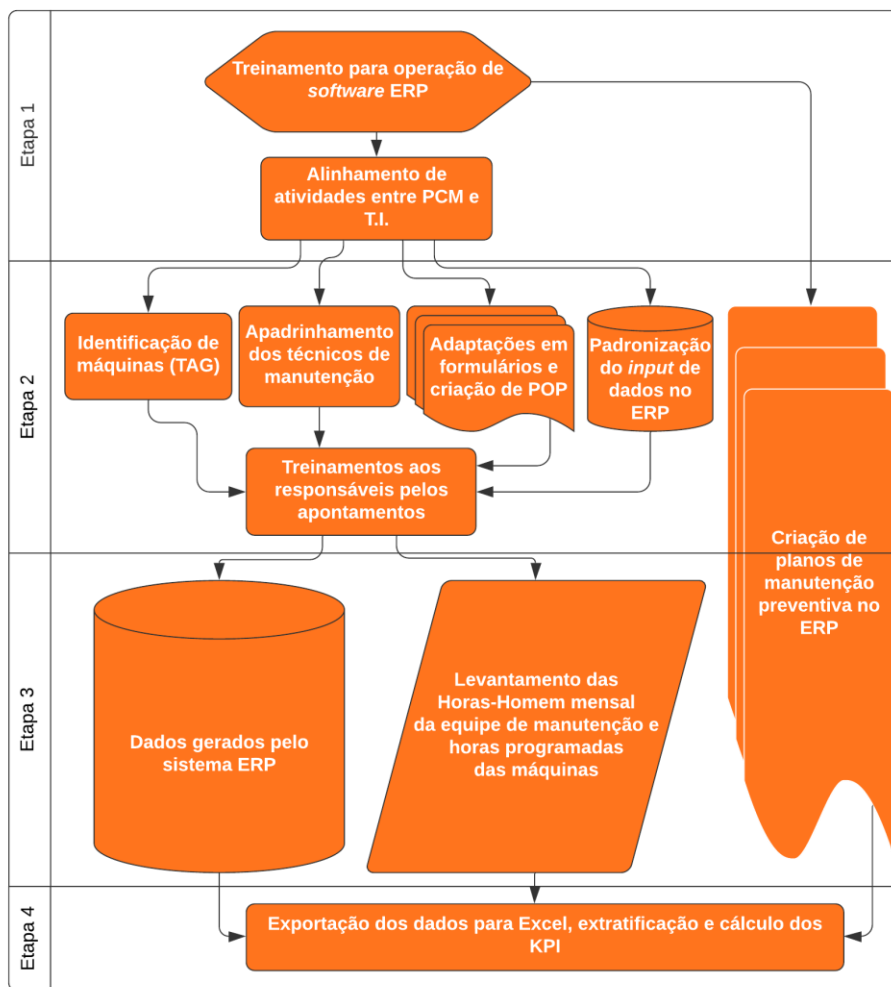 Etapa 1
Treinamento para operação de
software ERP
Alinhamento de
atividades entre PCM e
T.I.
Etapa 2
Identificação de
máquinas (TAG)
Apadrinhamento
dos técnicos de
manutenção
Adaptações em
formulários e
criação de POP
Padronização
do input de
dados no
ERP
Treinamentos aos
responsáveis pelos
apontamentos
Criação de
planos de
manutenção
preventiva no
ERP
Etapa 3
Dados gerados pelo
sistema ERP
Levantamento das
Horas-Homem mensal
da equipe de manutenção e
horas programadas
das máquinas
Etapa 4
Exportação dos dados para Excel, extratificação e cálculo dos
KPI